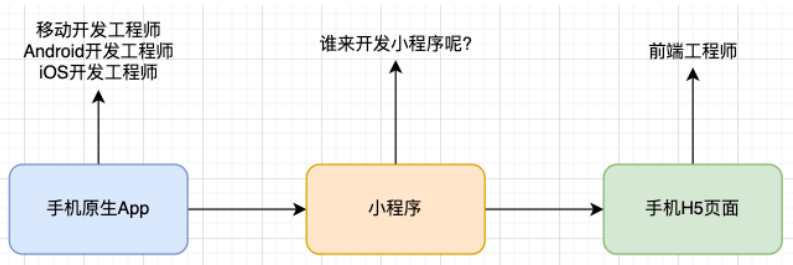 移动开发工程师
Android开发工程师
iOS开发工程师
谁来开发小程序呢?
前端工程师
手机原生App
小程序
手机H5页面